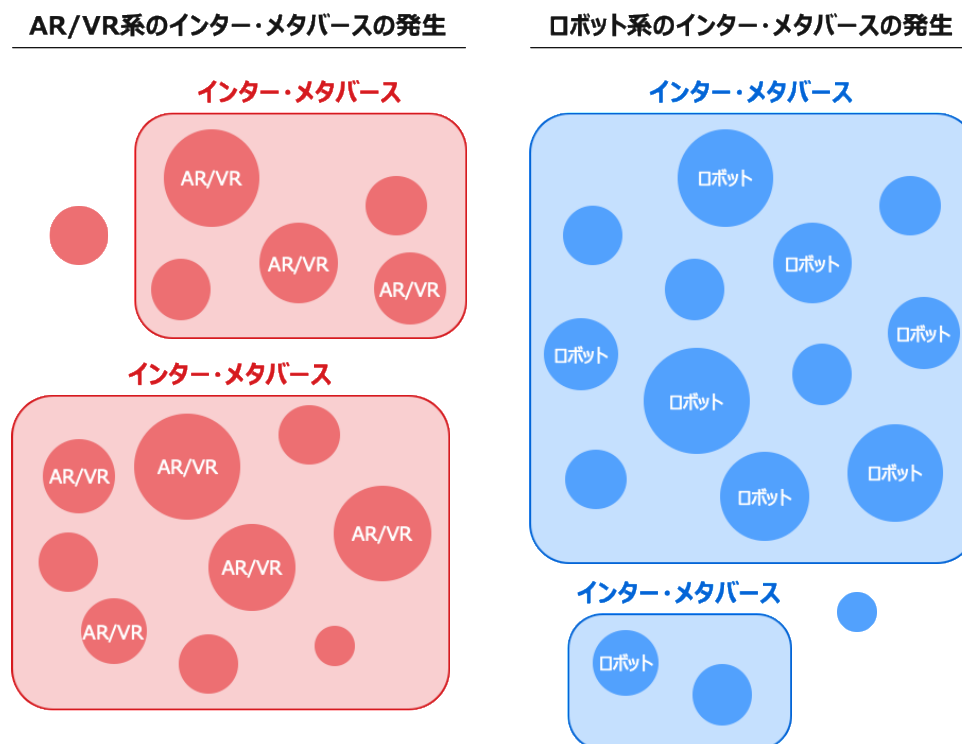 AR/VR系のインター・メタバースの発生
インター・メタバース
AR/VR
AR/VR
AR/VR
インター・メタバース
AR/VR
AR/VR
AR/VR
AR/VR
AR/VR
ロボット系のインター・メタバースの発生
インター・メタバース
ロボット
ロボット
ロボット
ロボット
ロボット
ロボット
ロボット
インター・メタバース
ロボット